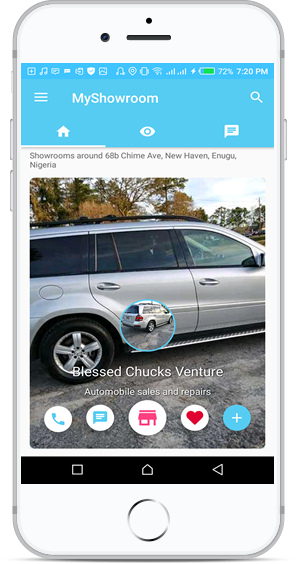 72% 7:20 PM
MyShowroom
Showrooms around 68b Chime Ave, New Haven, Enugu,
Nigeria
Blessed Chucks Venture
Automobile sales and repairs